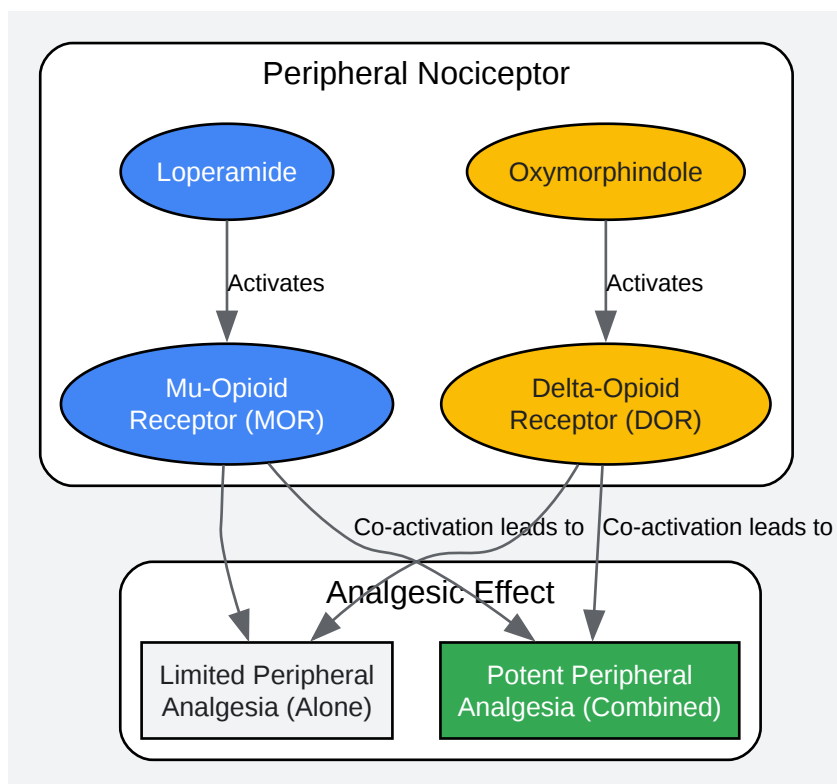 Peripheral Nociceptor
Loperamide
Oxymorphindole
Activates
Activates
Mu-Opioid
Receptor (MOR)
Delta-Opioid
Receptor (DOR)
Co-activation leads to
Co-activation leads to
Analgesic Effect
Limited Peripheral
Analgesia (Alone)
Potent Peripheral
Analgesia (Combined)